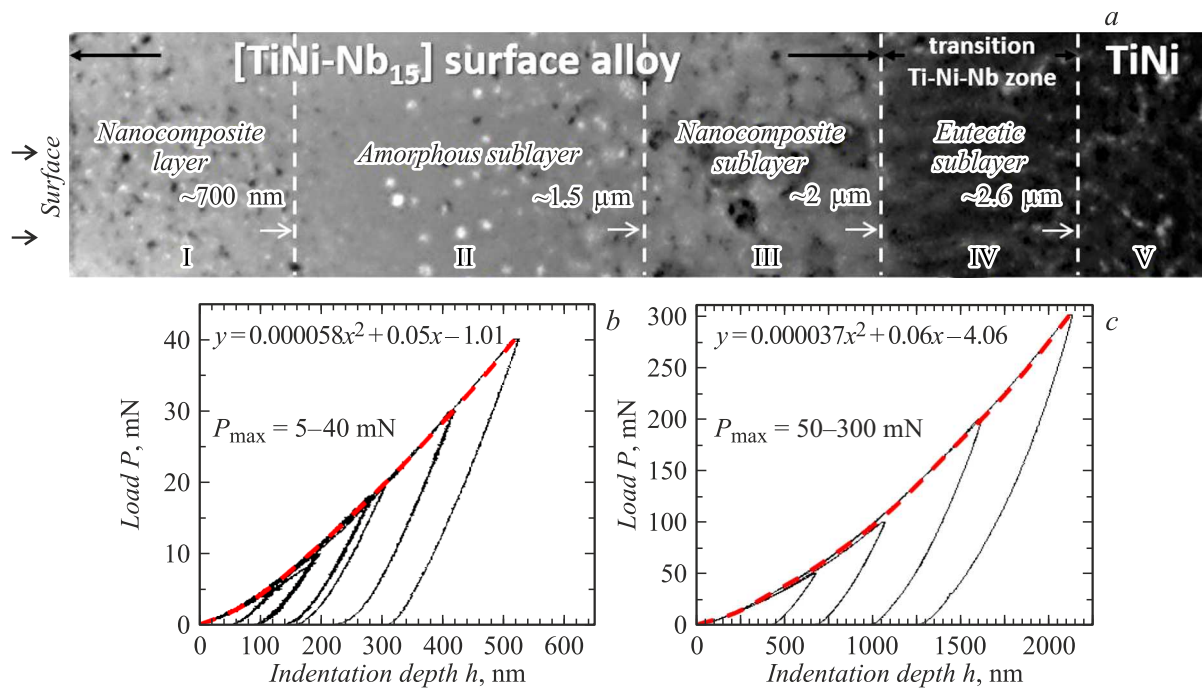 a
[TiNi-Nb₁₅] surface alloy
transition
Ti-Ni-Nb zone
TiNi
Surface
Nanocomposite
layer
~700 nm
I
Amorphous sublayer
~1.5 μm
II
Nanocomposite
sublayer
~2 μm
III
Eutectic
sublayer
~2.6 μm
IV
V
b
y = 0.000058x² + 0.05x – 1.01
P_max = 5–40 mN
Load P, mN
40
30
20
10
0
0 100 200 300 400 500 600
Indentation depth h, nm
c
y = 0.000037x² + 0.06x – 4.06
P_max = 50–300 mN
Load P, mN
300
250
200
150
100
50
0
0 500 1000 1500 2000
Indentation depth h, nm